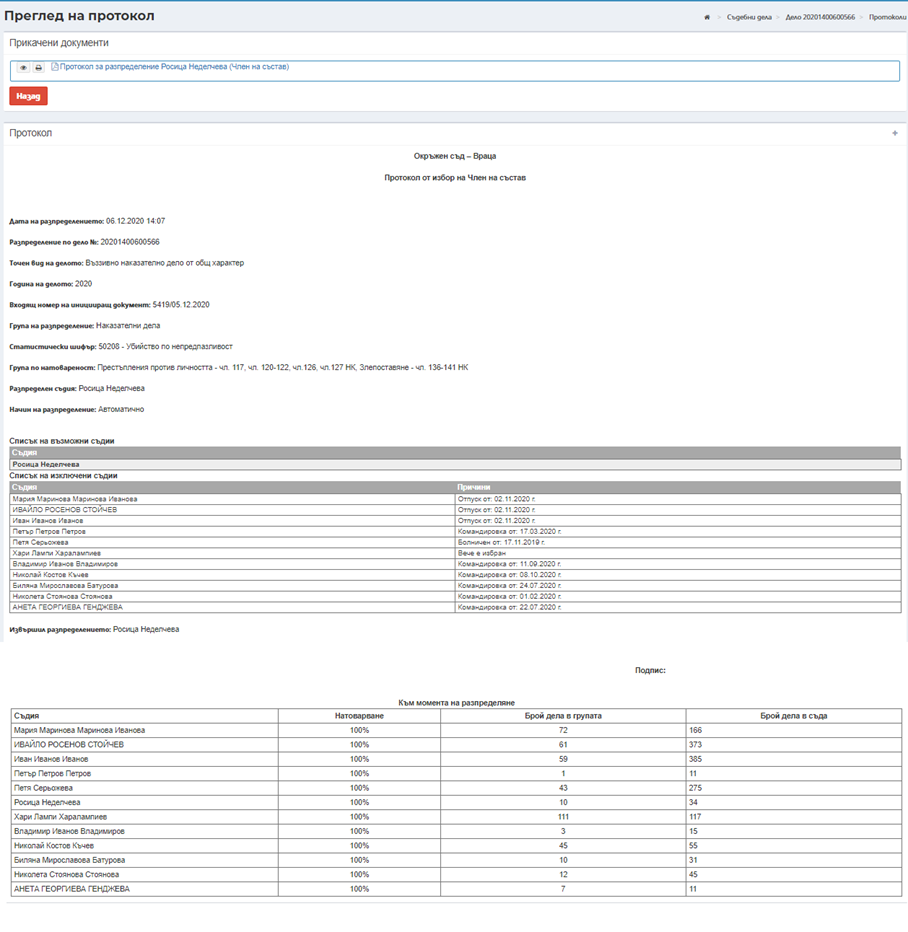 Преглед на протокол
Съдебни дела > Дело 20201400600566 > Протоколи
Прикачени документи
Протокол за разпределение Росица Неделчева (Член на състав)
Назад
Протокол
Окръжен съд – Враца
Протокол от избор на Член на състав
Дата на разпределението: 06.12.2020 14:07
Разпределение по дело №: 20201400600566
Точен вид на делото: Въззивно наказателно дело от общ характер
Година на делото: 2020
Входящ номер на иницииращ документ: 5419/05.12.2020
Група на разпределение: Наказателни дела
Статистически шифър: 50208 - Убийство по непредпазливост
Група по натовареност: Престъпления против личността - чл. 117, чл. 120-122, чл.126, чл.127 НК, Злепоставяне - чл. 136-141 НК
Разпределен съдия: Росица Неделчева
Начин на разпределение: Автоматично
Списък на възможни съдии
Съдия
Росица Неделчева
Списък на изключени съдии
Съдия Причини
Мария Маринова Маринова Иванова Отпуск от: 02.11.2020 г.
ИВАЙЛО РОСЕНОВ СТОЙЧЕВ Отпуск от: 02.11.2020 г.
Иван Иванов Иванов Отпуск от: 02.11.2020 г.
Петър Петров Петров Командировка от: 17.03.2020 г.
Петя Серьожева Болничен от: 17.11.2019 г.
Хари Лампи Харалампиев Вече е избран
Владимир Иванов Владимиров Командировка от: 11.09.2020 г.
Николай Костов Къчев Командировка от: 08.10.2020 г.
Биляна Мирославова Батурова Командировка от: 24.07.2020 г.
Николета Стоянова Стоянова Командировка от: 01.02.2020 г.
АНЕТА ГЕОРГИЕВА ГЕНДЖЕВА Командировка от: 22.07.2020 г.
Извършил разпределението: Росица Неделчева
Подпис:
Към момента на разпределяне
Съдия Натоварване Брой дела в групата Брой дела в съда
Мария Маринова Маринова Иванова 100% 72 166
ИВАЙЛО РОСЕНОВ СТОЙЧЕВ 100% 61 373
Иван Иванов Иванов 100% 59 385
Петър Петров Петров 100% 1 11
Петя Серьожева 100% 43 275
Росица Неделчева 100% 10 34
Хари Лампи Харалампиев 100% 111 117
Владимир Иванов Владимиров 100% 3 15
Николай Костов Къчев 100% 45 55
Биляна Мирославова Батурова 100% 10 31
Николета Стоянова Стоянова 100% 12 45
АНЕТА ГЕОРГИЕВА ГЕНДЖЕВА 100% 7 11